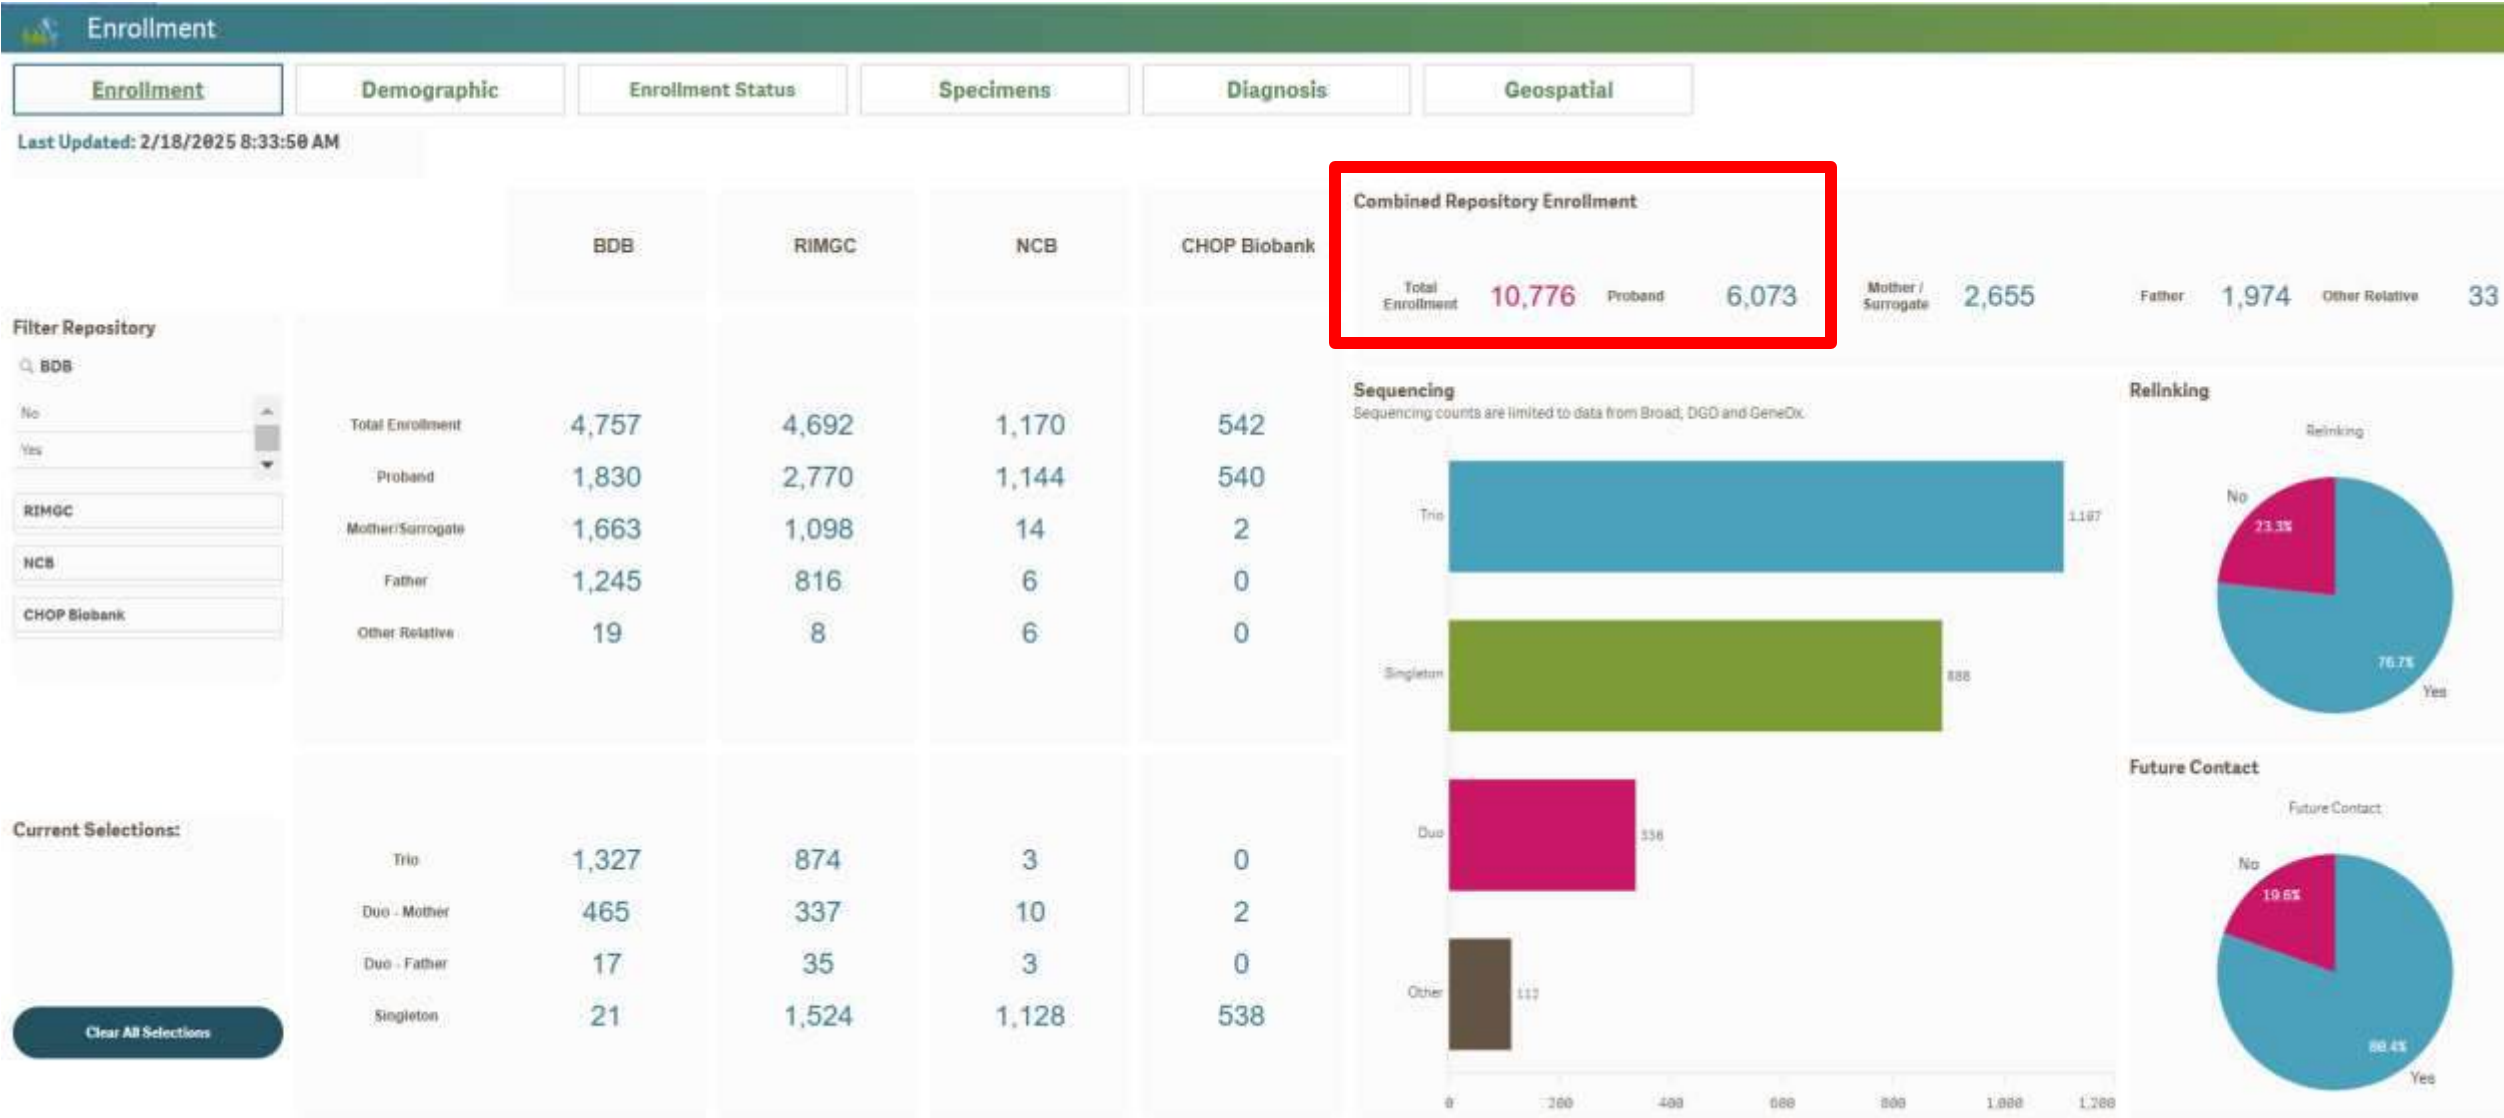 Enrollment
Enrollment Demographic Enrollment Status Specimens Diagnosis Geospatial
Last Updated: 2/18/2025 8:33:50 AM
BDB RIMGC NCB CHOP Biobank
Combined Repository Enrollment
Total Enrollment 10,776 Proband 6,073 Mother / Surrogate 2,655 Father 1,974 Other Relative 33
Filter Repository
BDB
No
Yes
RIMGC
NCB
CHOP Biobank
Total Enrollment 4,757 4,692 1,170 542
Proband 1,830 2,770 1,144 540
Mother/Surrogate 1,663 1,098 14 2
Father 1,245 816 6 0
Other Relative 19 8 6 0
Current Selections:
Clear All Selections
Trio 1,327 874 3 0
Duo - Mother 465 337 10 2
Duo - Father 17 35 3 0
Singleton 21 1,524 1,128 538
Sequencing
Sequencing counts are limited to data from Broad, DGD and GeneDx.
Trio
Singleton 888
Duo 336
Other
0 200 400 600 800 1,000 1,200
Relinking
Relinking
No
23.3%
76.7%
Yes
Future Contact
Future Contact
No
19.6%
80.4%
Yes